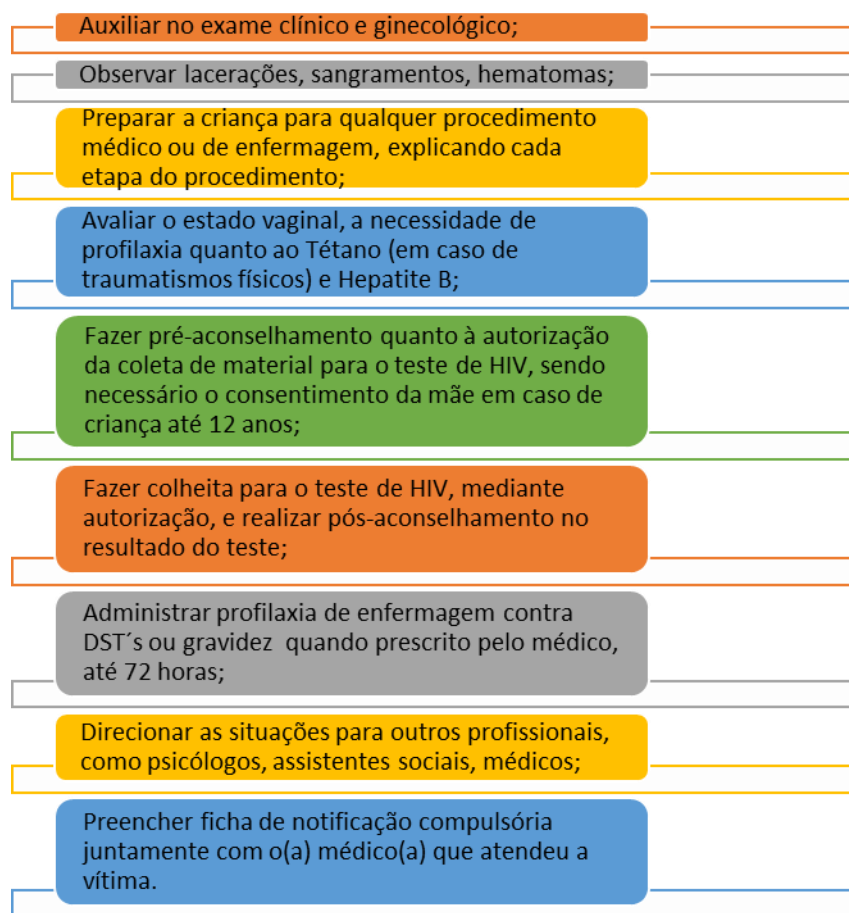 Auxiliar no exame clínico e ginecológico;
Observar lacerações, sangramentos, hematomas;
Preparar a criança para qualquer procedimento
médico ou de enfermagem, explicando cada
etapa do procedimento;
Avaliar o estado vaginal, a necessidade de
profilaxia quanto ao Tétano (em caso de
traumatismos físicos) e Hepatite B;
Fazer pré-aconselhamento quanto à autorização
da coleta de material para o teste de HIV, sendo
necessário o consentimento da mãe em caso de
criança até 12 anos;
Fazer colheita para o teste de HIV, mediante
autorização, e realizar pós-aconselhamento no
resultado do teste;
Administrar profilaxia de enfermagem contra
DST´s ou gravidez  quando prescrito pelo médico,
até 72 horas;
Direcionar as situações para outros profissionais,
como psicólogos, assistentes sociais, médicos;
Preencher ficha de notificação compulsória
juntamente com o(a) médico(a) que atendeu a
vítima.